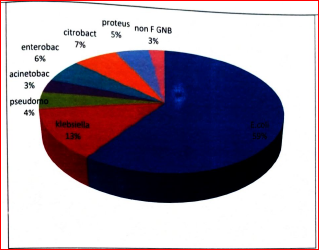 proteus
5%
non F GNB
3%
citrobact
7%
enterobac
6%
acinetobac
3%
pseudomo
4%
klebsiella
13%